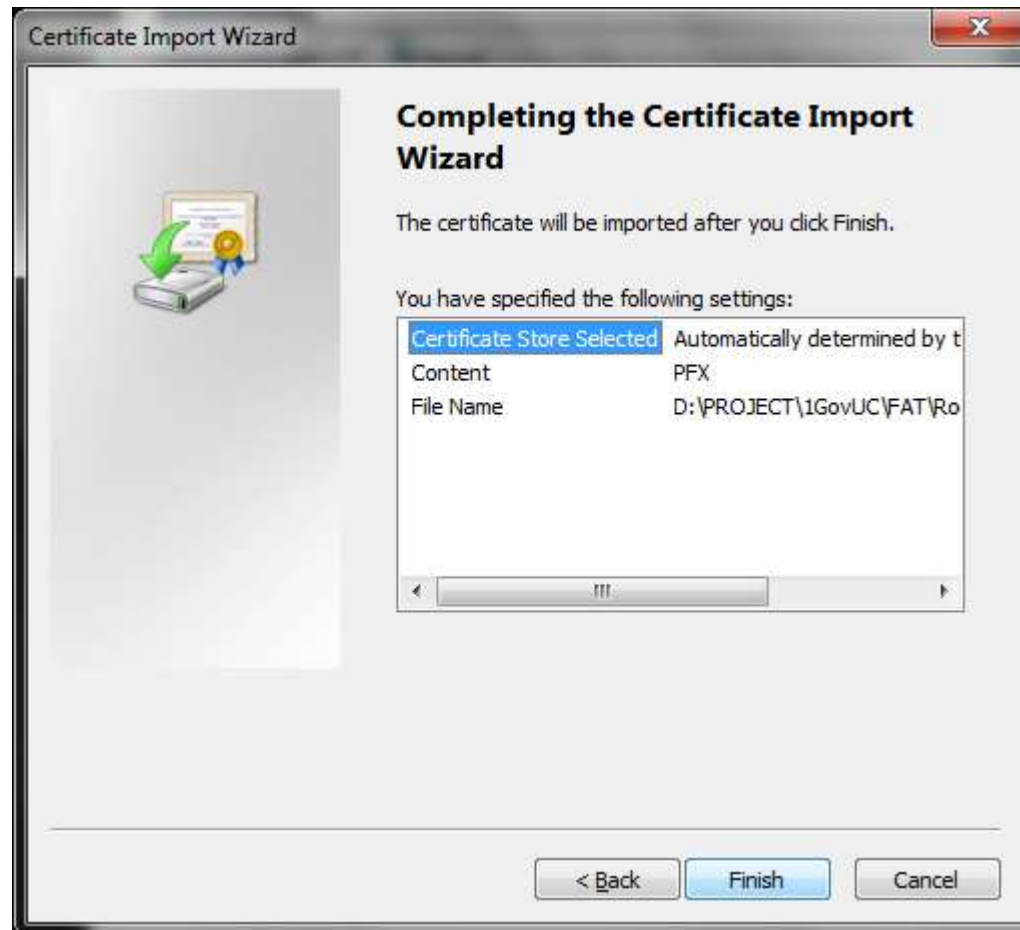 Certificate Import Wizard
Completing the Certificate Import
Wizard
The certificate will be imported after you click Finish.
You have specified the following settings:
Certificate Store Selected Automatically determined by t
Content PFX
File Name D:\PROJECT\1GovUC\FAT\Ro
< Back Finish Cancel